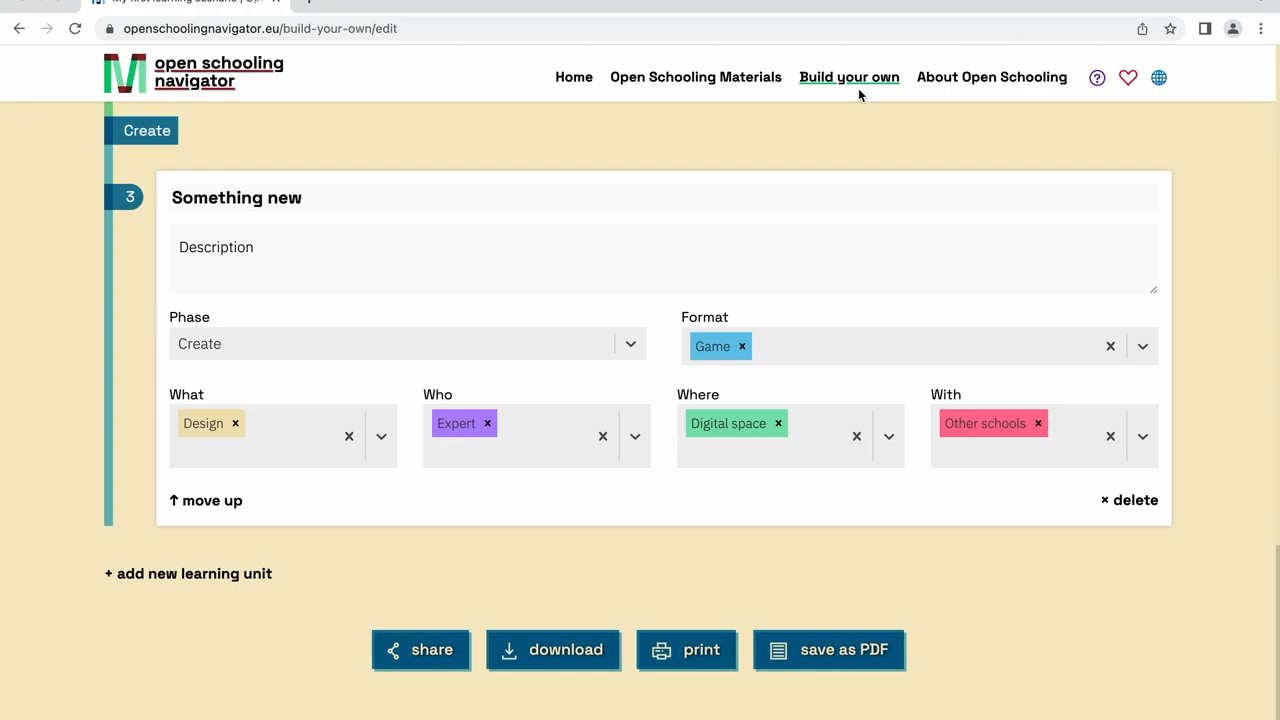 openschoolingnavigator.eu/build-your-own/edit
open schooling
navigator
Home Open Schooling Materials Build your own About Open Schooling
Create
3
Something new
Description
Phase Format
Create Game ×
What Who Where With
Design × Expert × Digital space × Other schools ×
↑ move up × delete
+ add new learning unit
share download print save as PDF